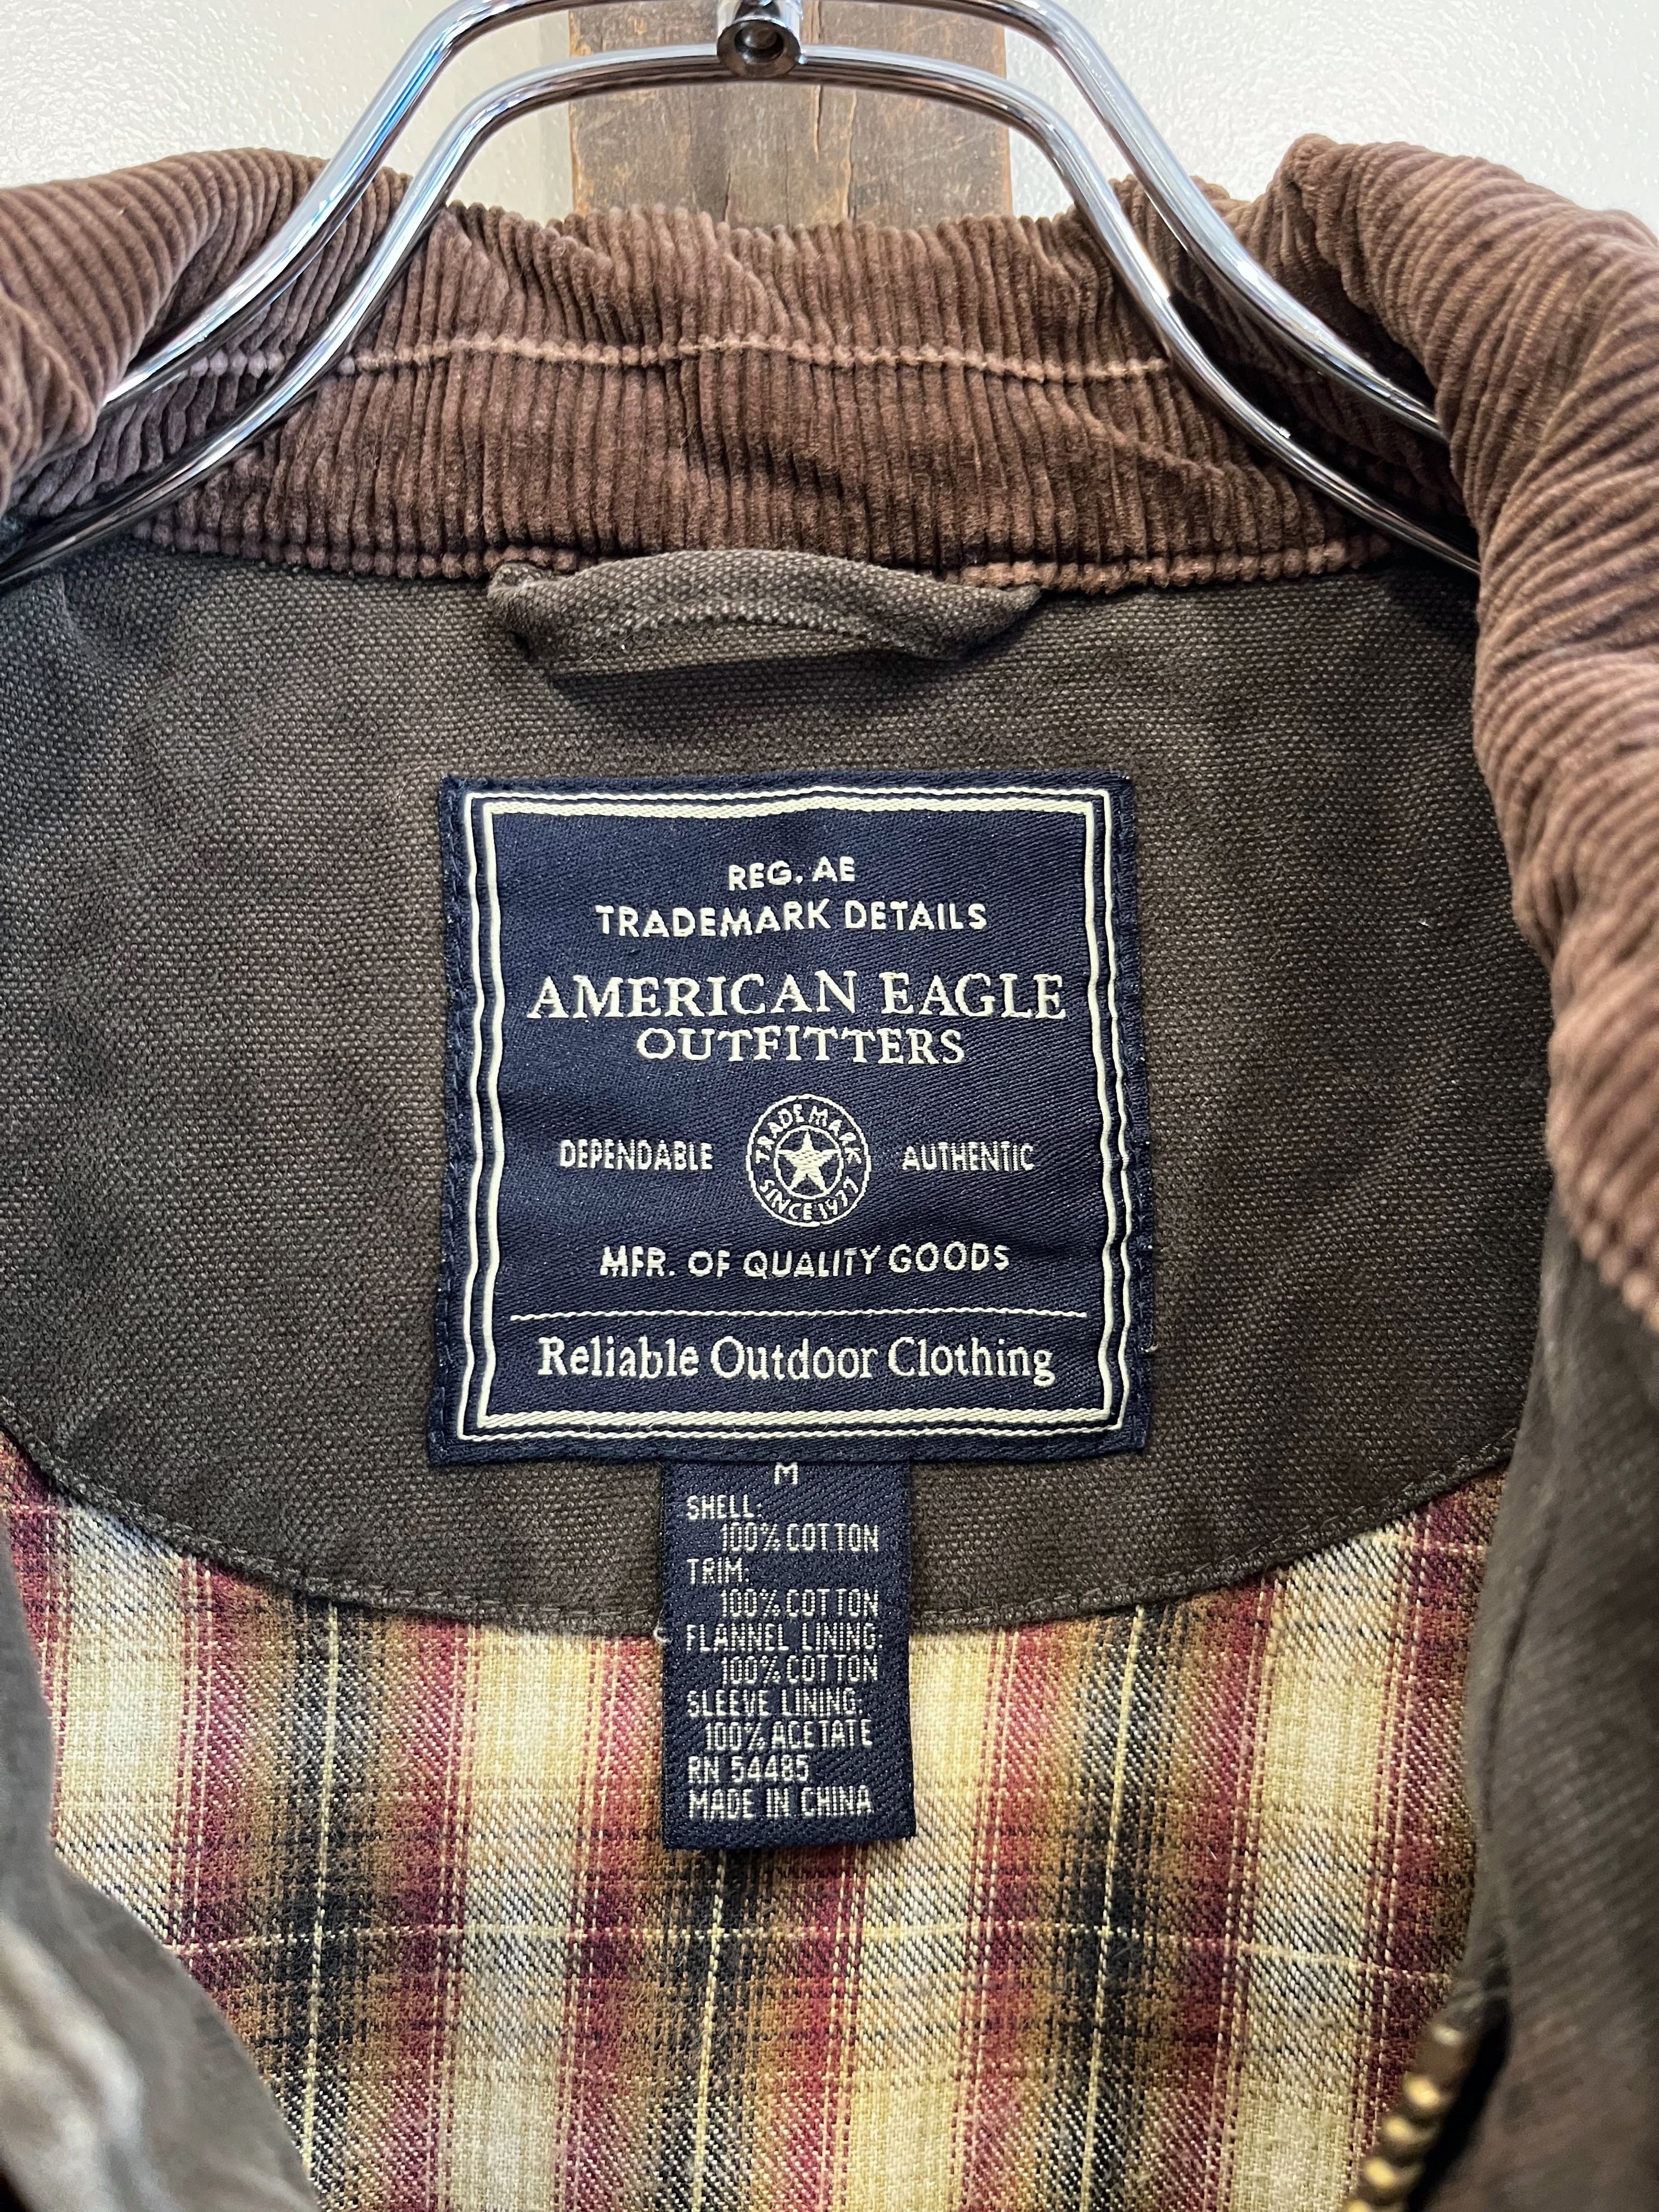 REG. AE
TRADEMARK DETAILS
AMERICAN EAGLE
OUTFITTERS
DEPENDABLE
TRADEMARK
SINCE 1977
AUTHENTIC
MFR. OF QUALITY GOODS
Reliable Outdoor Clothing
M
SHELL:
100% COTTON
TRIM:
100% COTTON
FLANNEL LINING:
100% COTTON
SLEEVE LINING:
100% ACETATE
RN 54485
MADE IN CHINA